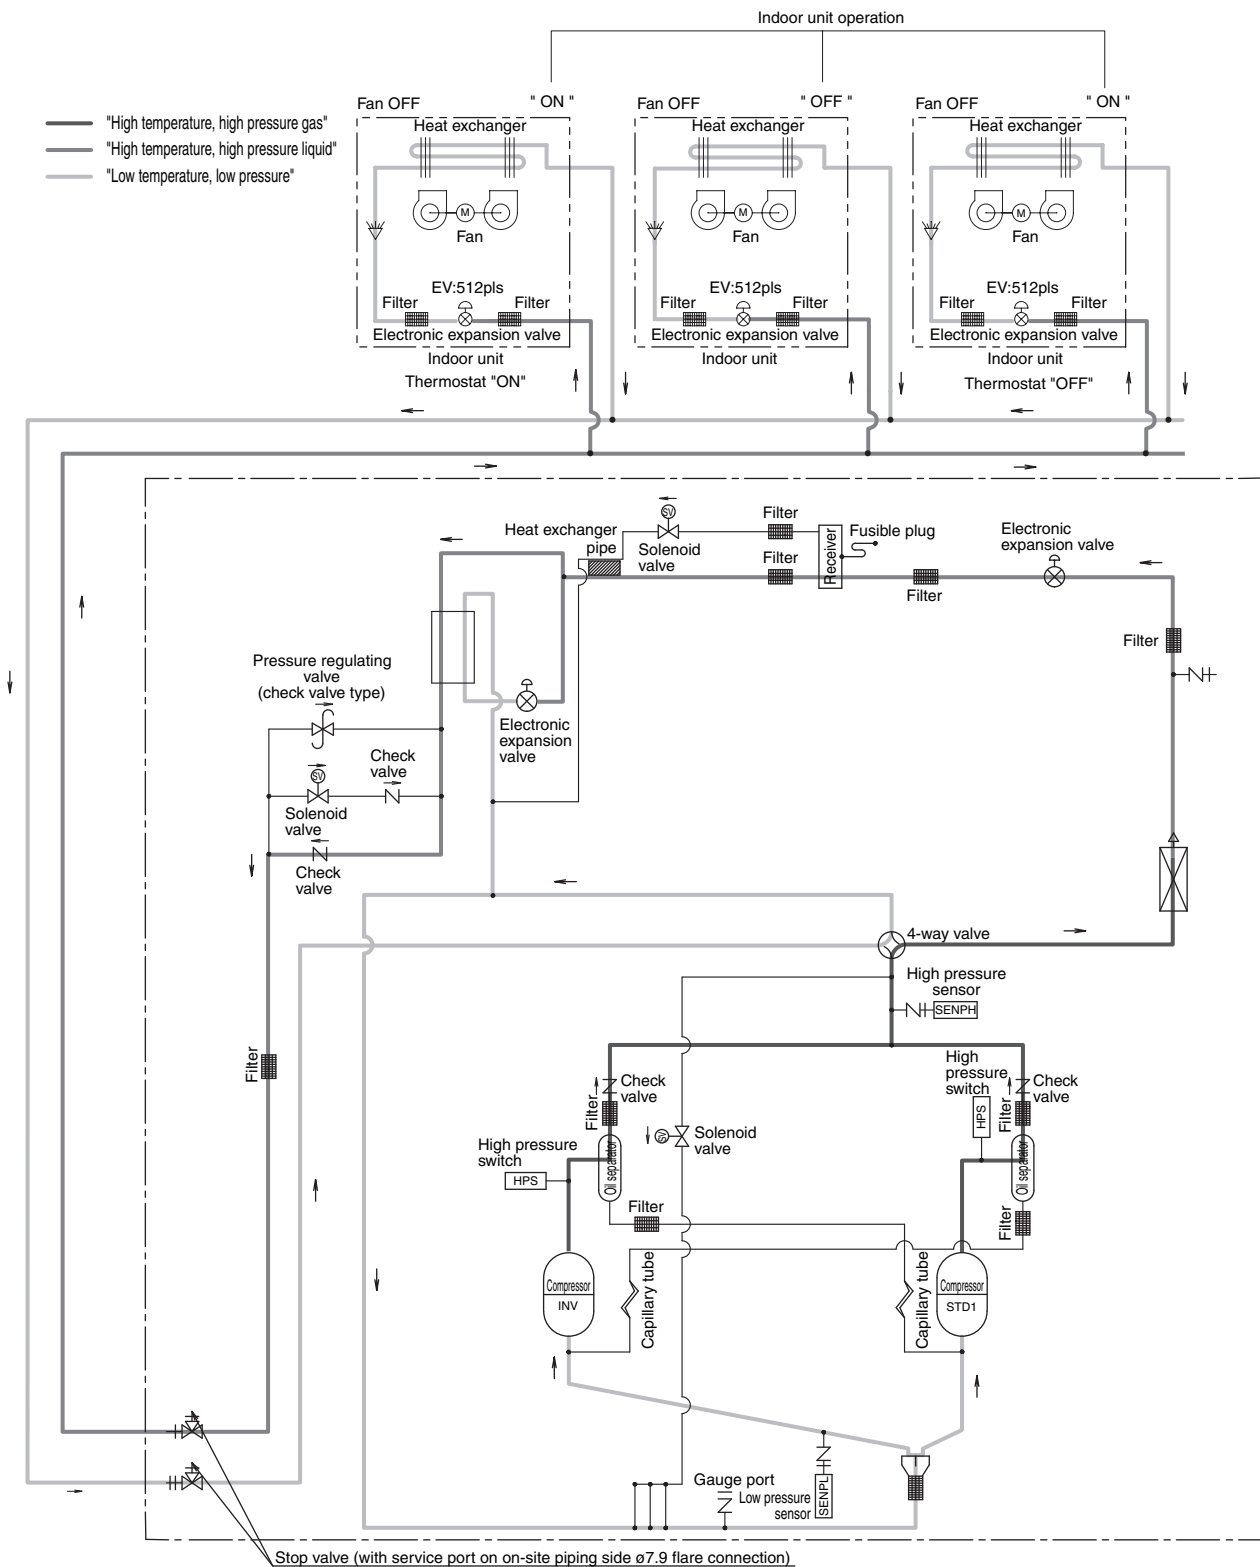 Indoor unit operation
"High temperature, high pressure gas"
"High temperature, high pressure liquid"
"Low temperature, low pressure"
Fan OFF
" ON "
Heat exchanger
M
Fan
EV:512pls
Filter
Filter
Electronic expansion valve
Indoor unit
Thermostat "ON"
Fan OFF
" OFF "
Heat exchanger
M
Fan
EV:512pls
Filter
Filter
Electronic expansion valve
Indoor unit
Fan OFF
" ON "
Heat exchanger
M
Fan
EV:512pls
Filter
Filter
Electronic expansion valve
Indoor unit
Thermostat "OFF"
Heat exchanger
pipe
SV
Solenoid
valve
Filter
Filter
Receiver
Fusible plug
Filter
Electronic
expansion valve
Filter
Pressure regulating
valve
(check valve type)
Electronic
expansion
valve
SV
Solenoid
valve
Check
valve
Check
valve
4-way valve
High pressure
sensor
SENPH
Filter
Check
valve
Filter
High pressure
switch
HPS
Oil separator
SV
Solenoid
valve
High
pressure
switch
HPS
Check
valve
Filter
Oil separator
Filter
Filter
Compressor
INV
Capillary tube
Capillary tube
Compressor
STD1
Gauge port
Low pressure
sensor
SENPL
Stop valve (with service port on on-site piping side ø7.9 flare connection)